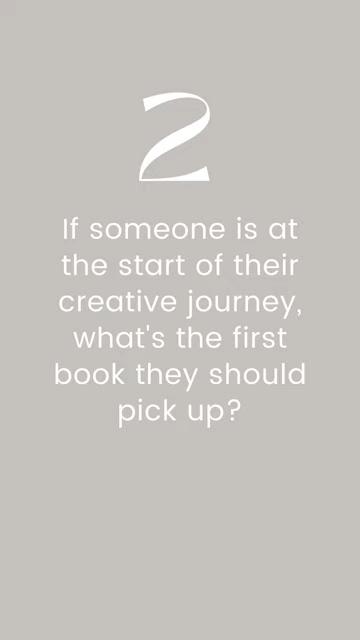 2
If someone is at
the start of their
creative journey,
what's the first
book they should
pick up?